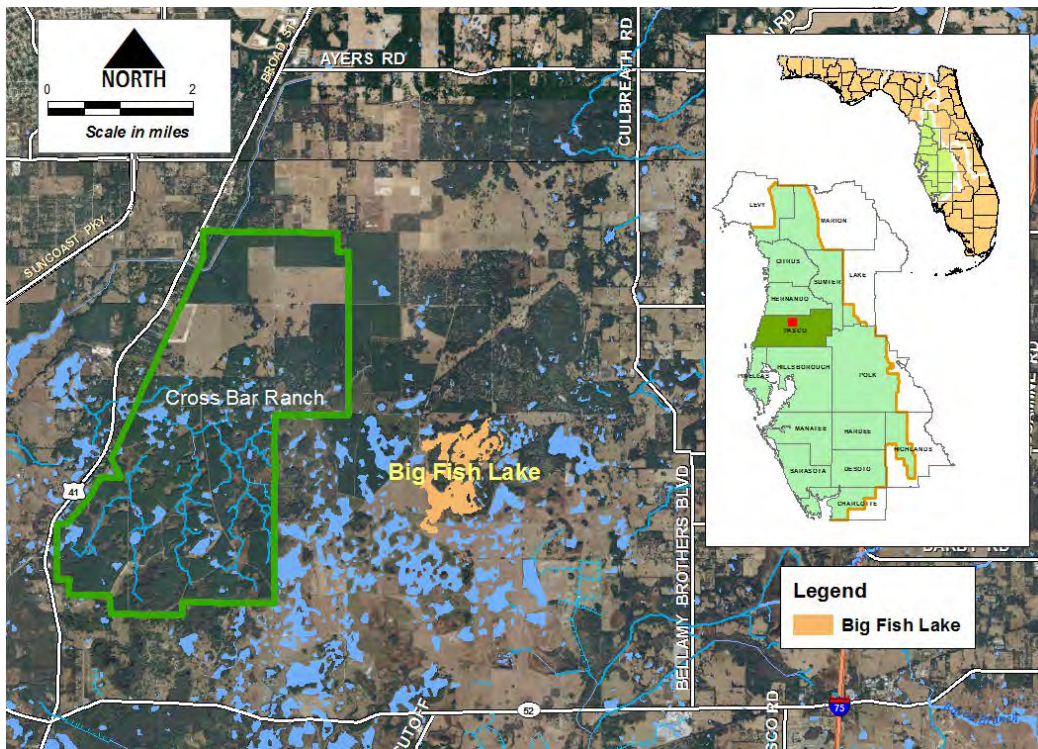 NORTH
0 2
Scale in miles
BROAD ST
AYERS RD
CULBREATH RD
RD
SUNCOAST PKY
Cross Bar Ranch
Big Fish Lake
41
BELLAMY BROTHERS BLVD
52
75
RD
LEVY
MARION
CITRUS
SUMTER
LAKE
HERNANDO
PASCO
HILLSBOROUGH
POLK
PINELLAS
MANATEE
HARDEE
HIGHLANDS
SARASOTA
DESOTO
CHARLOTTE
Legend
Big Fish Lake